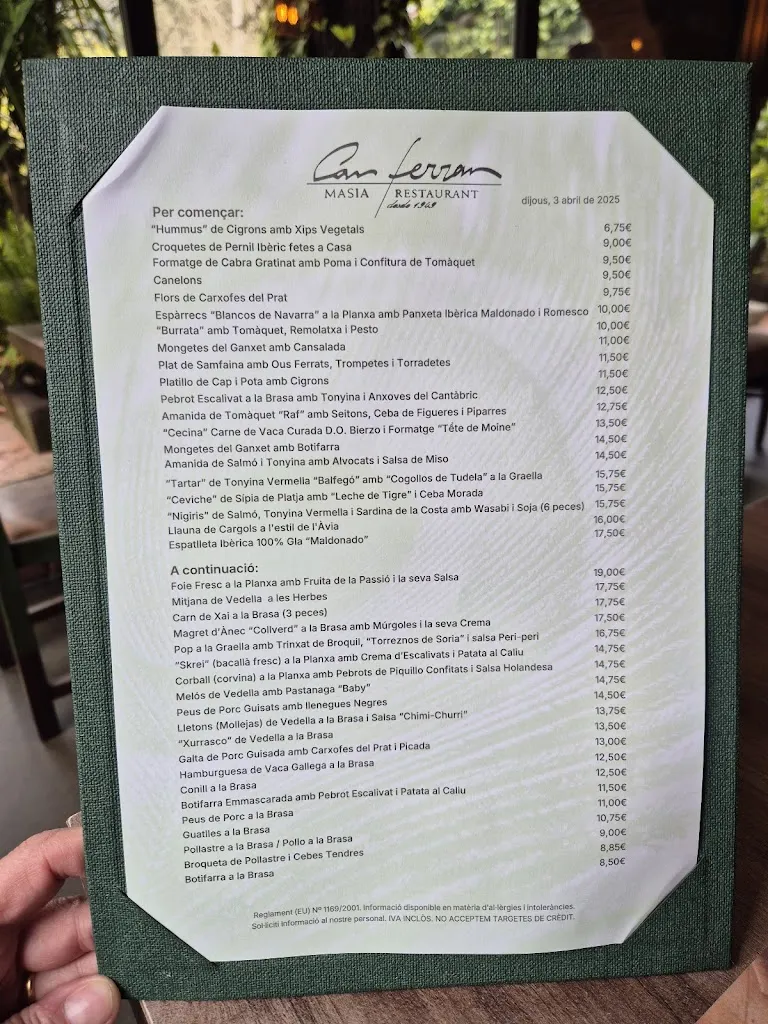 Can Ferran
MASIA RESTAURANT
desde 1949
dijous, 3 abril de 2025
Per començar:
"Hummus" de Cigrons amb Xips Vegetals 6,75€
Croquetes de Pernil Ibèric fetes a Casa 9,00€
Formatge de Cabra Gratinat amb Poma i Confitura de Tomàquet 9,50€
Canelons 9,50€
Flors de Carxofes del Prat 9,75€
Espàrrecs "Blancos de Navarra" a la Planxa amb Panxeta Ibèrica Maldonado i Romesco 10,00€
"Burrata" amb Tomàquet, Remolatxa i Pesto 10,00€
Mongetes del Ganxet amb Cansalada 11,00€
Plat de Samfaina amb Ous Ferrats, Trompetes i Torradetes 11,50€
Platillo de Cap i Pota amb Cigrons 11,50€
Pebrot Escalivat a la Brasa amb Tonyina i Anxoves del Cantàbric 12,50€
Amanida de Tomàquet "Raf" amb Seitons, Ceba de Figueres i Piparres 12,75€
"Cecina" Carne de Vaca Curada D.O. Bierzo i Formatge "Tête de Moine" 13,50€
Mongetes del Ganxet amb Botifarra 14,50€
Amanida de Salmó i Tonyina amb Alvocats i Salsa de Miso 14,50€
"Tartar" de Tonyina Vermella "Balfegó" amb "Cogollos de Tudela" a la Graella 15,75€
"Ceviche" de Sipia de Platja amb "Leche de Tigre" i Ceba Morada 15,75€
"Nigiris" de Salmó, Tonyina Vermella i Sardina de la Costa amb Wasabi i Soja (6 peces) 15,75€
Llauna de Cargols a l'estil de l'Àvia 16,00€
Espatlleta Ibèrica 100% Gla "Maldonado" 17,50€
A continuació:
Foie Fresc a la Planxa amb Fruita de la Passió i la seva Salsa 19,00€
Mitjana de Vedella a les Herbes 17,75€
Carn de Xai a la Brasa (3 peces) 17,75€
Magret d'Ànec "Collverd" a la Brasa amb Múrgoles i la seva Crema 17,50€
Pop a la Graella amb Trinxat de Broquil, "Torreznos de Soria" i salsa Peri-peri 16,75€
"Skrei" (bacallà fresc) a la Planxa amb Crema d'Escalivats i Patata al Caliu 14,75€
Corball (corvina) a la Planxa amb Pebrots de Piquillo Confitats i Salsa Holandesa 14,75€
Melós de Vedella amb Pastanaga "Baby" 14,75€
Peus de Porc Guisats amb Ilenegues Negres 14,50€
Lletons (Mollejas) de Vedella a la Brasa i Salsa "Chimi-Churri" 13,75€
"Xurrasco" de Vedella a la Brasa 13,50€
Galta de Porc Guisada amb Carxofes del Prat i Picada 13,00€
Hamburguesa de Vaca Gallega a la Brasa 12,50€
Conill a la Brasa 12,50€
Botifarra Emmascarada amb Pebrot Escalivat i Patata al Caliu 11,50€
Peus de Porc a la Brasa 11,00€
Guatlles a la Brasa 10,75€
Pollastre a la Brasa / Pollo a la Brasa 9,00€
Broqueta de Pollastre i Cebes Tendres 8,85€
Botifarra a la Brasa 8,50€
Reglament (EU) Nº 1169/2001. Informació disponible en matèria d'al·lèrgies i intoleràncies.
Sol·liciti informació al nostre personal. IVA INCLÒS. NO ACCEPTEM TARGETES DE CRÈDIT.